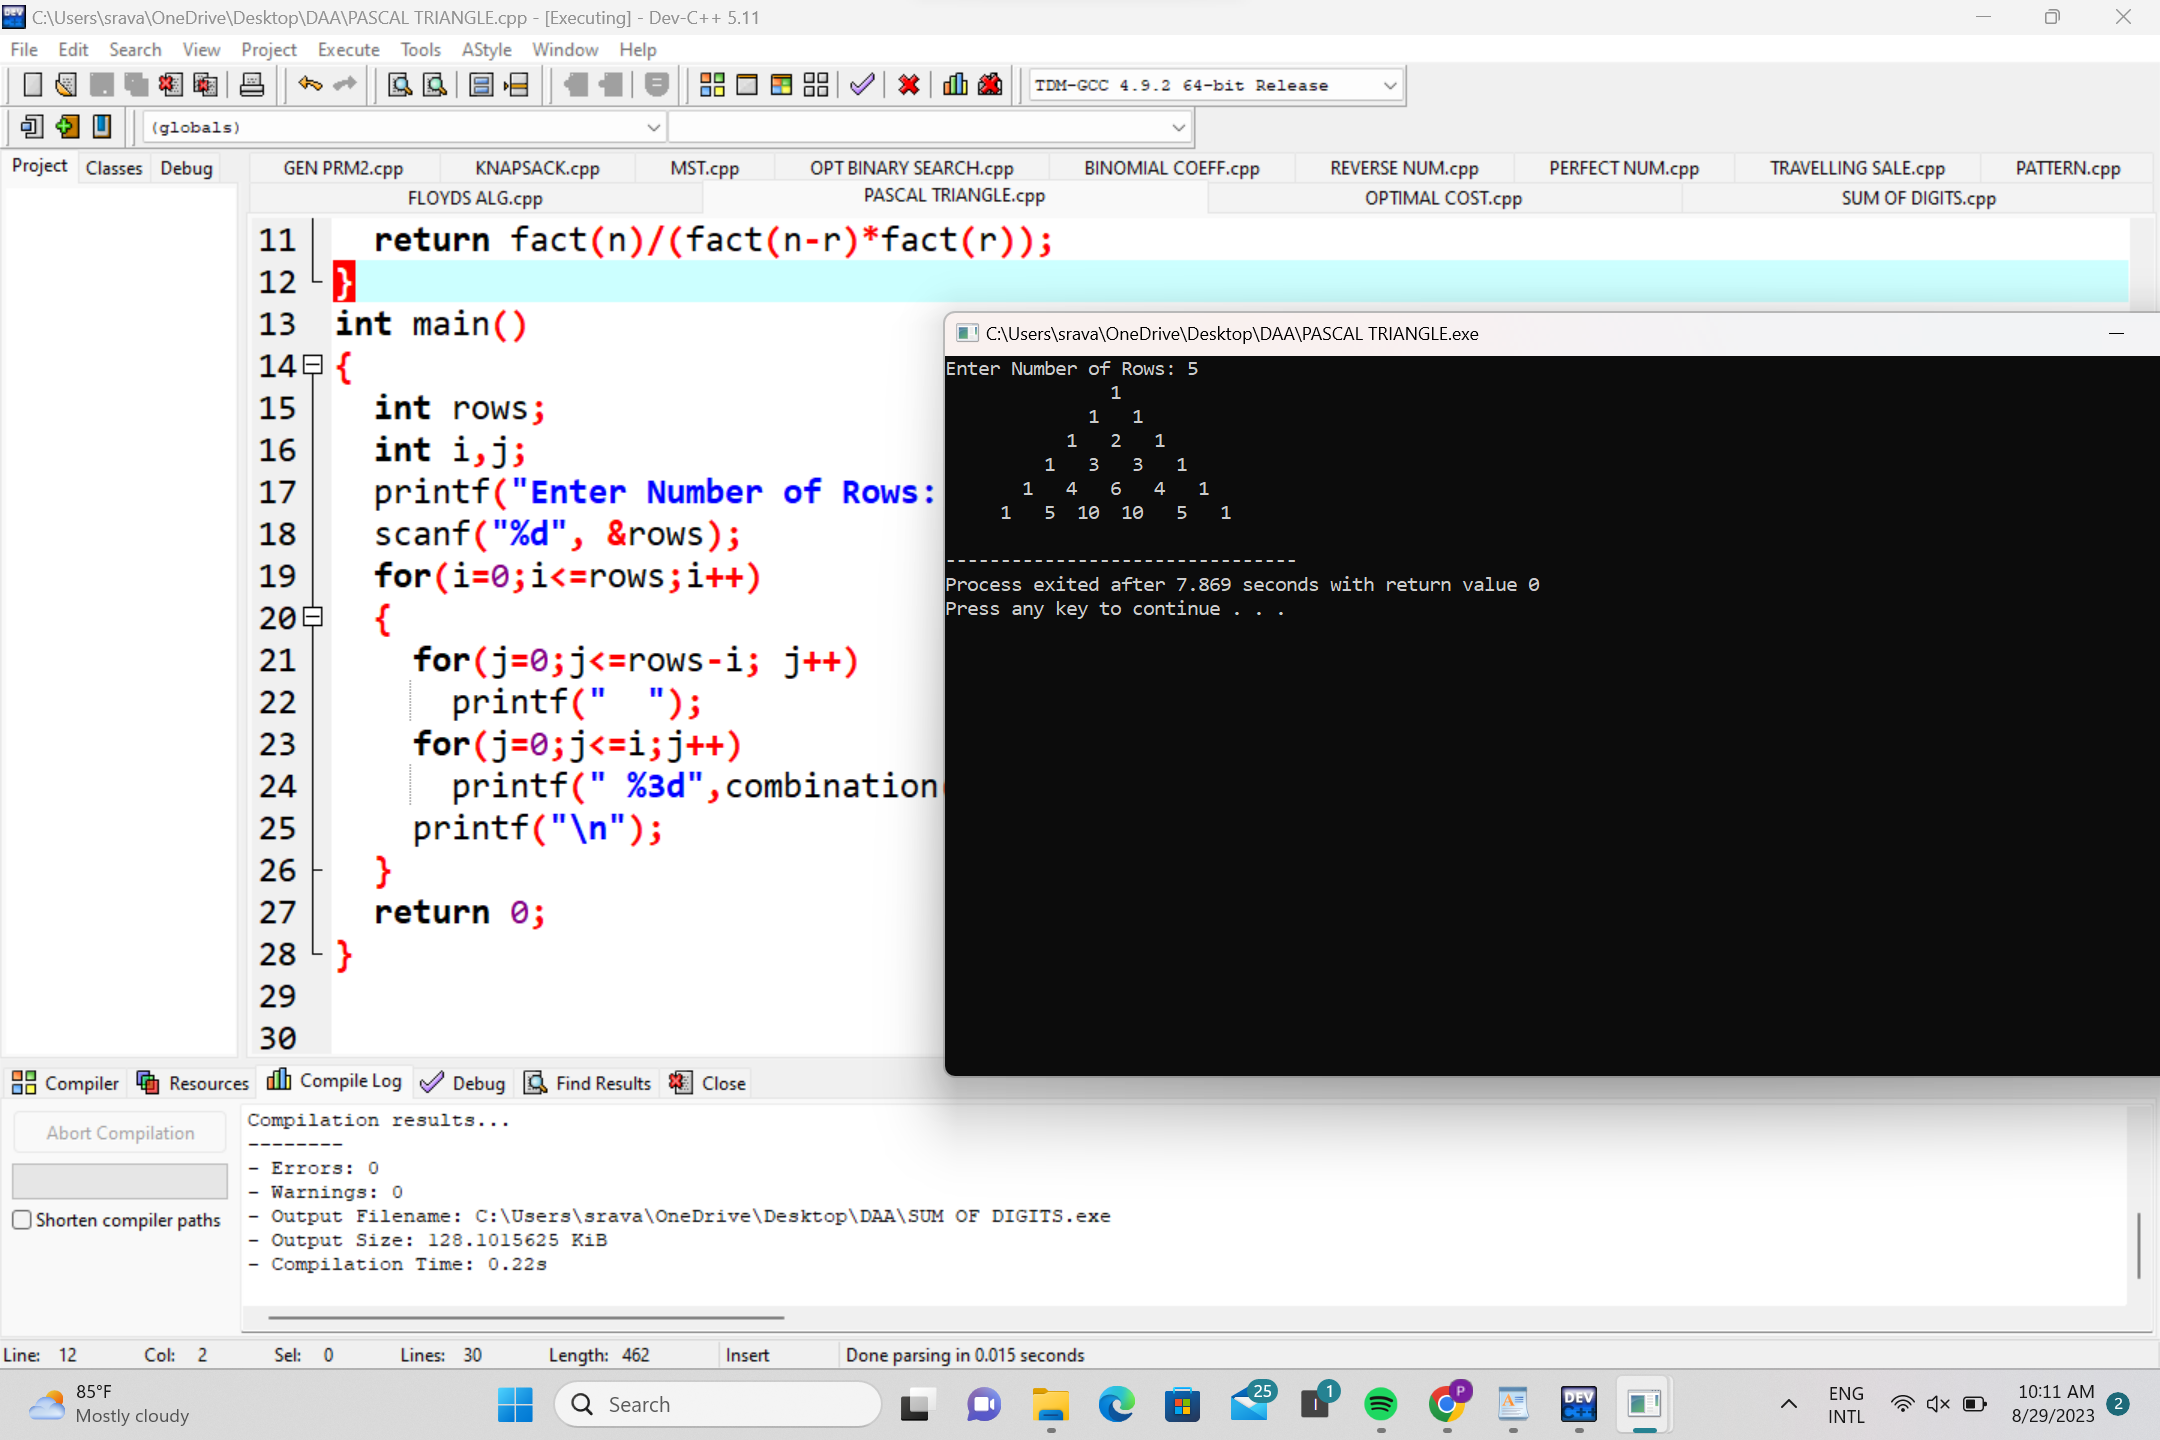 C:\Users\srava\OneDrive\Desktop\DAA\PASCAL TRIANGLE.cpp - [Executing] - Dev-C++ 5.11
File Edit Search View Project Execute Tools AStyle Window Help
TDM-GCC 4.9.2 64-bit Release
(globals)
Project Classes Debug
GEN PRM2.cpp KNAPSACK.cpp MST.cpp OPT BINARY SEARCH.cpp BINOMIAL COEFF.cpp REVERSE NUM.cpp PERFECT NUM.cpp TRAVELLING SALE.cpp PATTERN.cpp
FLOYDS ALG.cpp PASCAL TRIANGLE.cpp OPTIMAL COST.cpp SUM OF DIGITS.cpp
11 return fact(n)/(fact(n-r)*fact(r));
12 }
13 int main()
14 {
15 int rows;
16 int i,j;
17 printf("Enter Number of Rows:
18 scanf("%d", &rows);
19 for(i=0;i<=rows;i++)
20 {
21 for(j=0;j<=rows-i; j++)
22 printf("  ");
23 for(j=0;j<=i;j++)
24 printf(" %3d",combination(
25 printf("\n");
26 }
27 return 0;
28 }
29
30
C:\Users\srava\OneDrive\Desktop\DAA\PASCAL TRIANGLE.exe
Enter Number of Rows: 5
1
1 1
1 2 1
1 3 3 1
1 4 6 4 1
1 5 10 10 5 1
--------------------------------
Process exited after 7.869 seconds with return value 0
Press any key to continue . . .
Compiler Resources Compile Log Debug Find Results Close
Abort Compilation
Shorten compiler paths
Compilation results...
--------
- Errors: 0
- Warnings: 0
- Output Filename: C:\Users\srava\OneDrive\Desktop\DAA\SUM OF DIGITS.exe
- Output Size: 128.1015625 KiB
- Compilation Time: 0.22s
Line: 12 Col: 2 Sel: 0 Lines: 30 Length: 462 Insert Done parsing in 0.015 seconds
85°F
Mostly cloudy
Search
25
1
P
DEV
C++
ENG
INTL
10:11 AM
8/29/2023
2